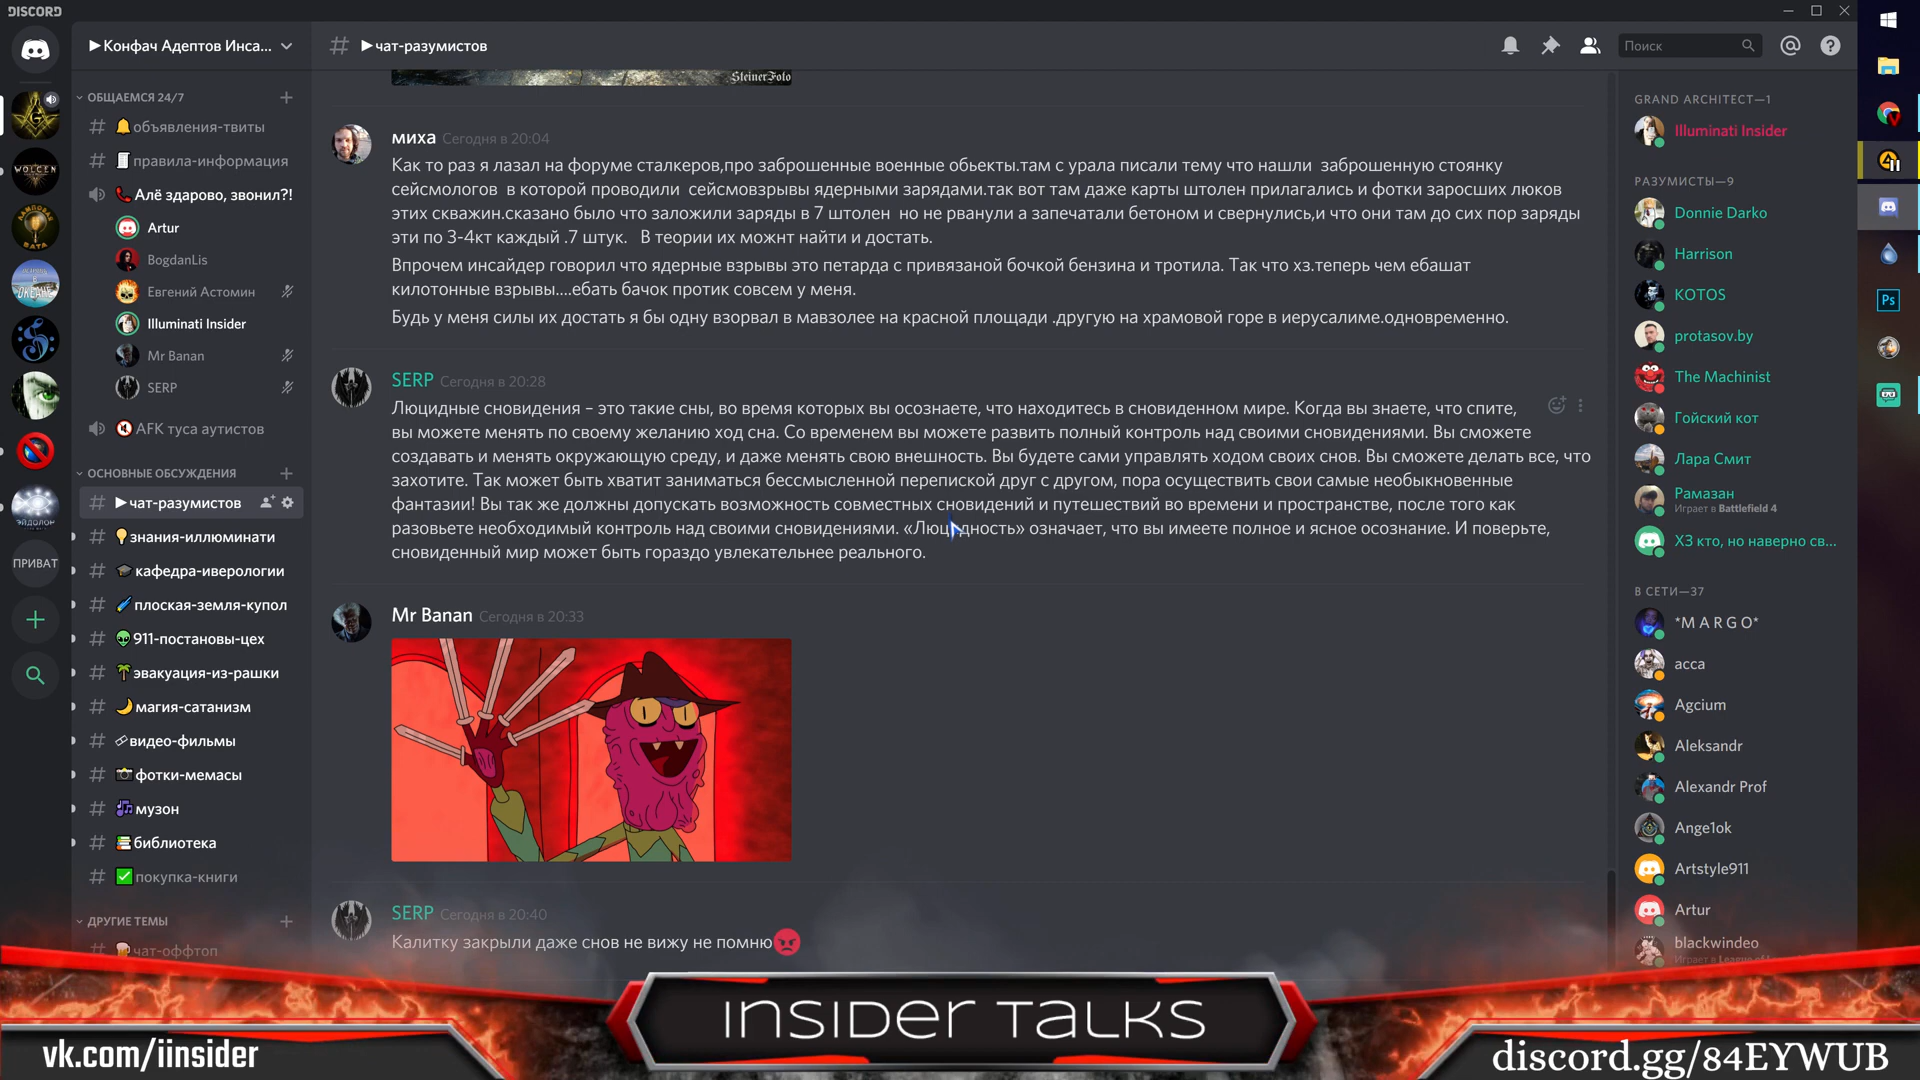 DISCORD
▶Конфач Адептов Инса...
ОБЩАЕМСЯ 24/7
объявления-твиты
правила-информация
Алё здарово, звонил?!
Artur
BogdanLis
Евгений Астомин
Illuminati Insider
Mr Banan
SERP
AFK туса аутистов
ОСНОВНЫЕ ОБСУЖДЕНИЯ
▶чат-разумистов
знания-иллюминати
кафедра-иверологии
плоская-земля-купол
911-постановы-цех
эвакуация-из-рашки
магия-сатанизм
видео-фильмы
фотки-мемасы
музон
библиотека
покупка-книги
ДРУГИЕ ТЕМЫ
чат-оффтоп
WOLCEN
ЛАМПОВАЯ
ВАТА
ОКЕАНЕ
ЭЙДОЛОН
ПРИВАТ
# ▶чат-разумистов
Поиск
SteinerFoto
миха Сегодня в 20:04
Как то раз я лазал на форуме сталкеров,про заброшенные военные обьекты.там с урала писали тему что нашли заброшенную стоянку
сейсмологов в которой проводили сейсмовзрывы ядерными зарядами.так вот там даже карты штолен прилагались и фотки заросших люков
этих скважин.сказано было что заложили заряды в 7 штолен но не рванули а запечатали бетоном и свернулись,и что они там до сих пор заряды
эти по 3-4кт каждый .7 штук. В теории их можнт найти и достать.
Впрочем инсайдер говорил что ядерные взрывы это петарда с привязаной бочкой бензина и тротила. Так что хз.теперь чем ебашат
килотонные взрывы....ебать бачок протик совсем у меня.
Будь у меня силы их достать я бы одну взорвал в мавзолее на красной площади .другую на храмовой горе в иерусалиме.одновременно.
SERP Сегодня в 20:28
Люцидные сновидения – это такие сны, во время которых вы осознаете, что находитесь в сновиденном мире. Когда вы знаете, что спите,
вы можете менять по своему желанию ход сна. Со временем вы можете развить полный контроль над своими сновидениями. Вы сможете
создавать и менять окружающую среду, и даже менять свою внешность. Вы будете сами управлять ходом своих снов. Вы сможете делать все, что
захотите. Так может быть хватит заниматься бессмысленной перепиской друг с другом, пора осуществить свои самые необыкновенные
фантазии! Вы так же должны допускать возможность совместных сновидений и путешествий во времени и пространстве, после того как
разовьете необходимый контроль над своими сновидениями. «Люцидность» означает, что вы имеете полное и ясное осознание. И поверьте,
сновиденный мир может быть гораздо увлекательнее реального.
Mr Banan Сегодня в 20:33
SERP Сегодня в 20:40
Калитку закрыли даже снов не вижу не помню
GRAND ARCHITECT—1
Illuminati Insider
РАЗУМИСТЫ—9
Donnie Darko
Harrison
KOTOS
protasov.by
The Machinist
Гойский кот
Лара Смит
Рамазан
Играет в Battlefield 4
ХЗ кто, но наверно св...
В СЕТИ—37
*M A R G O*
acca
Agcium
Aleksandr
Alexandr Prof
Ange1ok
Artstyle911
Artur
blackwindeo
Ps
INSIDER TALKS
vk.com/iinsider
discord.gg/84EYWUB